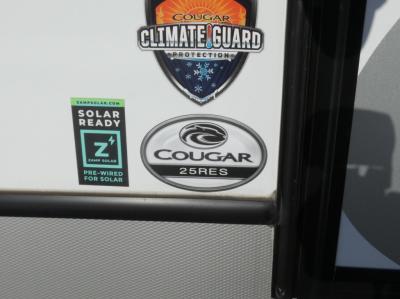 COUGAR
CLIMATE GUARD
PROTECTION
ZAMPSOLAR.COM
SOLAR
READY
Z
ZAMP SOLAR
PRE-WIRED
FOR SOLAR
COUGAR
25RES